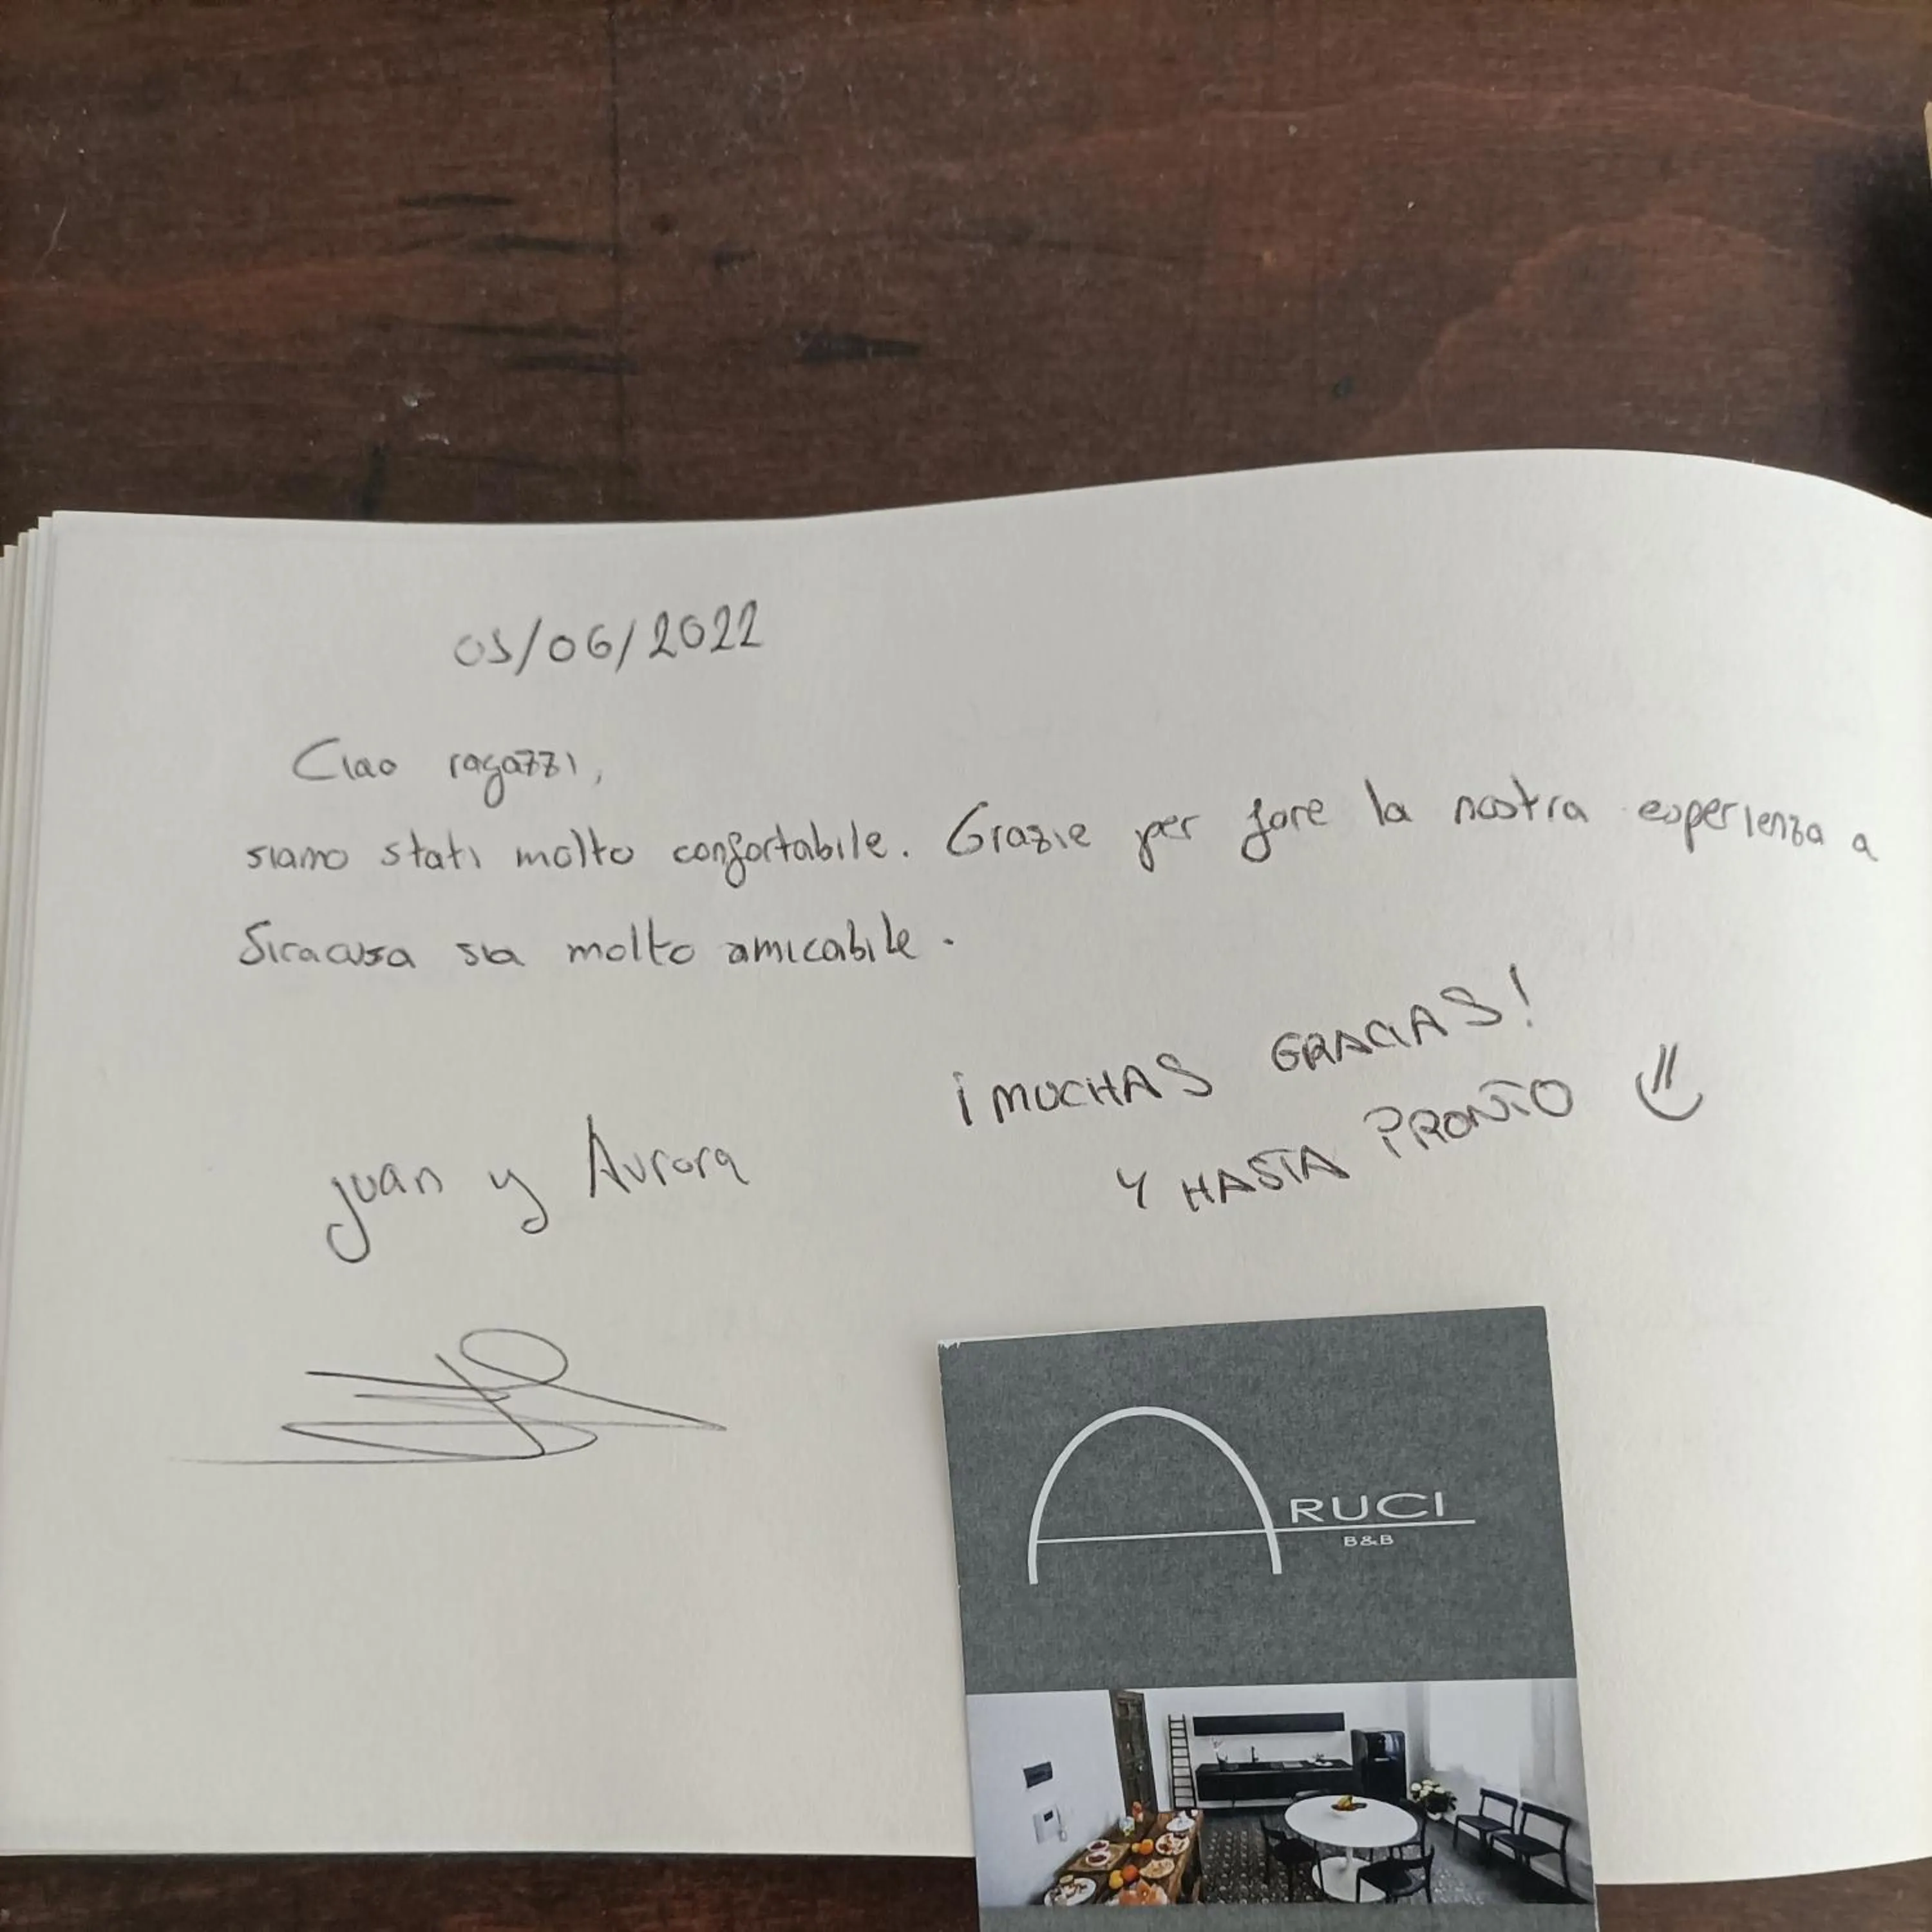 05/06/2022
Ciao ragazzi,
siamo stati molto confortabile. Grazie per fare la nostra esperienza a
Siracusa sia molto amicabile.
¡MUCHAS GRACIAS!
Y HASTA PRONTO
Juan y Aurora
ARUCI
B&B